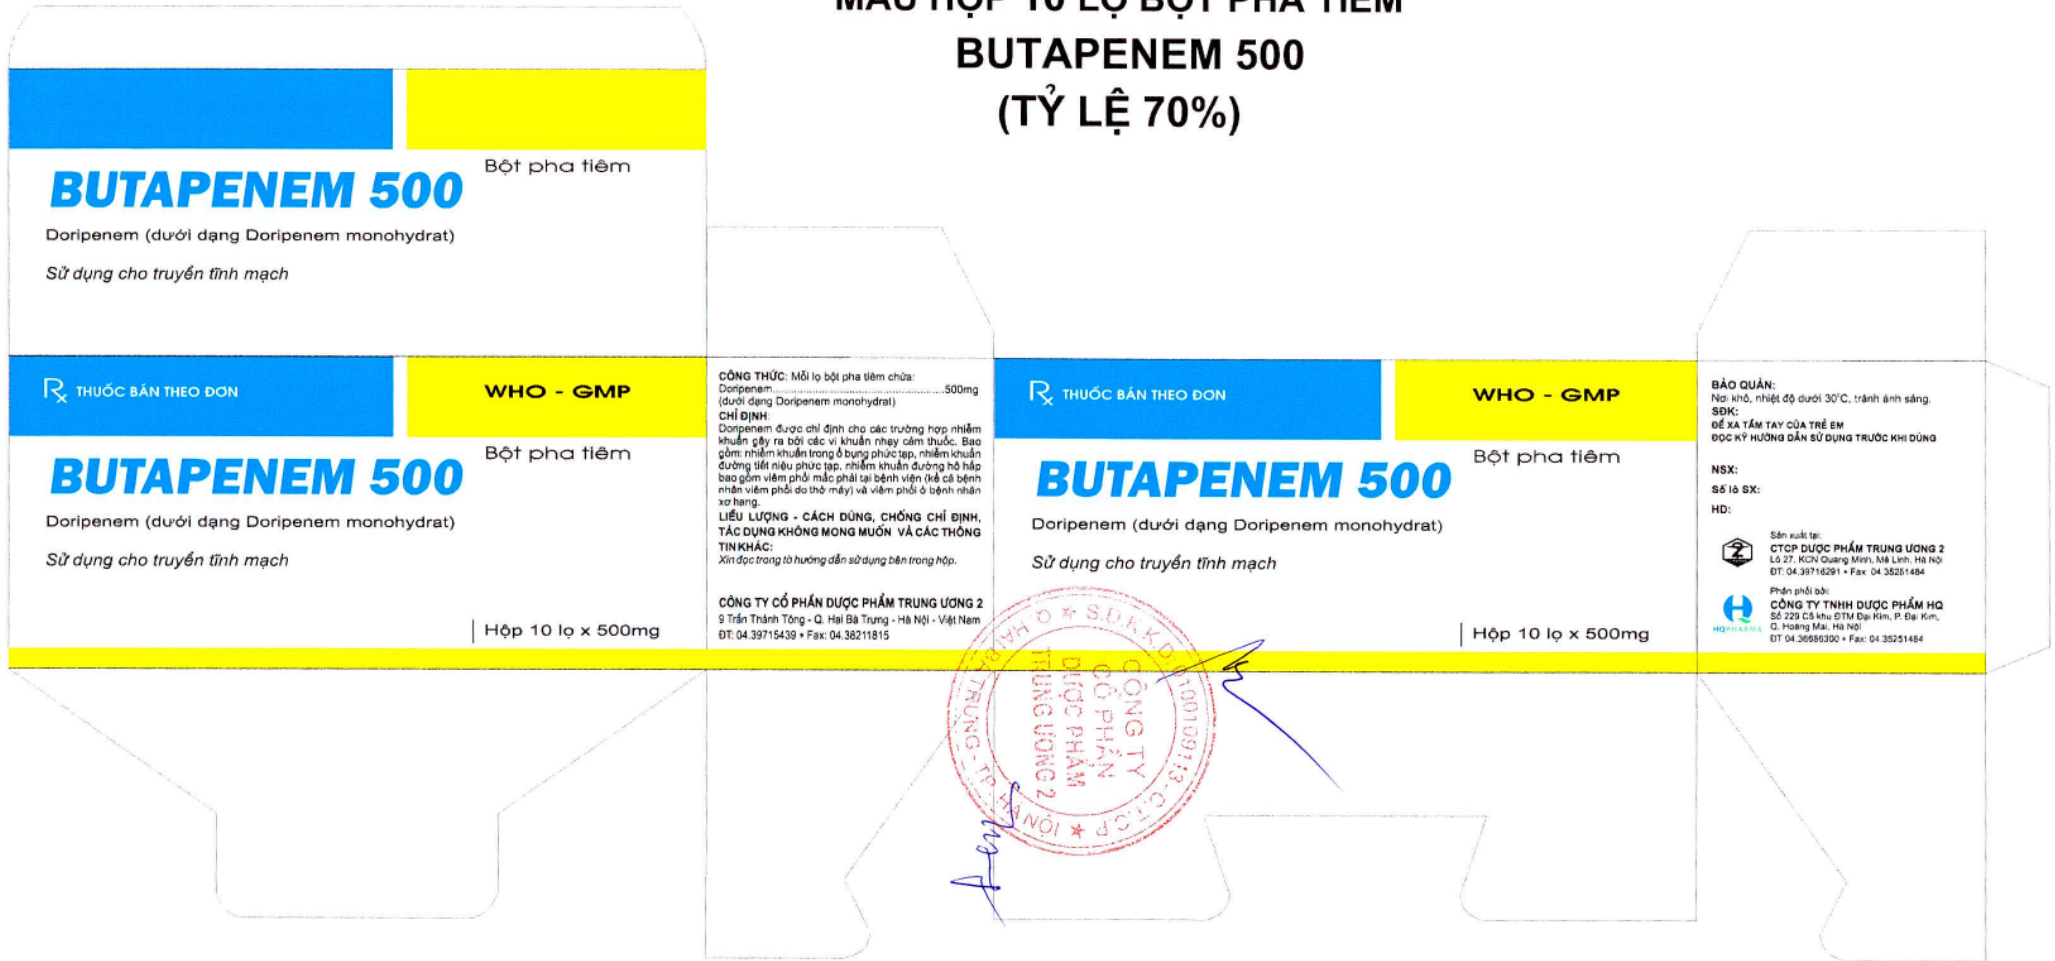 MẪU HỘP 10 LỌ BỘT PHA TIÊM
BUTAPENEM 500
(TỶ LỆ 70%)
BUTAPENEM 500
Bột pha tiêm
Doripenem (dưới dạng Doripenem monohydrat)
Sử dụng cho truyền tĩnh mạch
Rx THUỐC BÁN THEO ĐƠN
WHO - GMP
BUTAPENEM 500
Bột pha tiêm
Doripenem (dưới dạng Doripenem monohydrat)
Sử dụng cho truyền tĩnh mạch
Hộp 10 lọ x 500mg
CÔNG THỨC: Mỗi lọ bột pha tiêm chứa:
Doripenem..........................................500mg
(dưới dạng Doripenem monohydrat)
CHỈ ĐỊNH:
Doripenem được chỉ định cho các trường hợp nhiễm
khuẩn gây ra bởi các vi khuẩn nhạy cảm thuốc. Bao
gồm: nhiễm khuẩn trong ổ bụng phức tạp, nhiễm khuẩn
đường tiết niệu phức tạp, nhiễm khuẩn đường hô hấp
bao gồm viêm phổi mắc phải tại bệnh viện (kể cả bệnh
nhân viêm phổi do thở máy) và viêm phổi ở bệnh nhân
xơ hang.
LIỀU LƯỢNG - CÁCH DÙNG, CHỐNG CHỈ ĐỊNH,
TÁC DỤNG KHÔNG MONG MUỐN VÀ CÁC THÔNG
TIN KHÁC:
Xin đọc trong tờ hướng dẫn sử dụng bên trong hộp.
CÔNG TY CỔ PHẦN DƯỢC PHẨM TRUNG ƯƠNG 2
9 Trần Thánh Tông - Q. Hai Bà Trưng - Hà Nội - Việt Nam
ĐT: 04.39715439 • Fax: 04.38211815
Rx THUỐC BÁN THEO ĐƠN
WHO - GMP
BUTAPENEM 500
Bột pha tiêm
Doripenem (dưới dạng Doripenem monohydrat)
Sử dụng cho truyền tĩnh mạch
Hộp 10 lọ x 500mg
BẢO QUẢN:
Nơi khô, nhiệt độ dưới 30°C, tránh ánh sáng.
SĐK:
ĐỂ XA TẦM TAY CỦA TRẺ EM
ĐỌC KỸ HƯỚNG DẪN SỬ DỤNG TRƯỚC KHI DÙNG
NSX:
Số lô SX:
HD:
Sản xuất tại:
CTCP DƯỢC PHẨM TRUNG ƯƠNG 2
Lô 27, KCN Quang Minh, Mê Linh, Hà Nội
ĐT: 04.39716291 • Fax: 04.35251484
HQPHARMA
Phân phối bởi:
CÔNG TY TNHH DƯỢC PHẨM HQ
Số 229 C5 khu ĐTM Đại Kim, P. Đại Kim,
Q. Hoàng Mai, Hà Nội
ĐT 04.36686300 • Fax: 04.35251484
S.Đ.K.K.D: 0100109113 - C.T.C.P
Q. HAI BÀ TRƯNG - TP. HÀ NỘI
CÔNG TY
CỔ PHẦN
DƯỢC PHẨM
TRUNG ƯƠNG 2